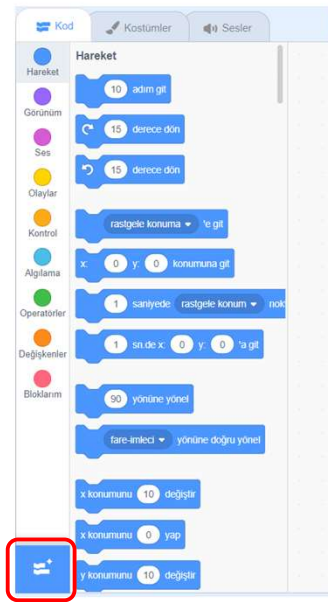 Kod Kostümler Sesler
Hareket
Hareket
10 adım git
Görünüm
15 derece dön
Ses
15 derece dön
Olaylar
rastgele konuma 'e git
Kontrol
x: 0 y: 0 konumuna git
Algılama
1 saniyede rastgele konum nok
Operatörler
1 sn.de x: 0 y: 0 'a git
Değişkenler
90 yönüne yönel
Bloklarım
fare-imleci yönüne doğru yönel
x konumunu 10 değiştir
x konumunu 0 yap
y konumunu 10 değiştir